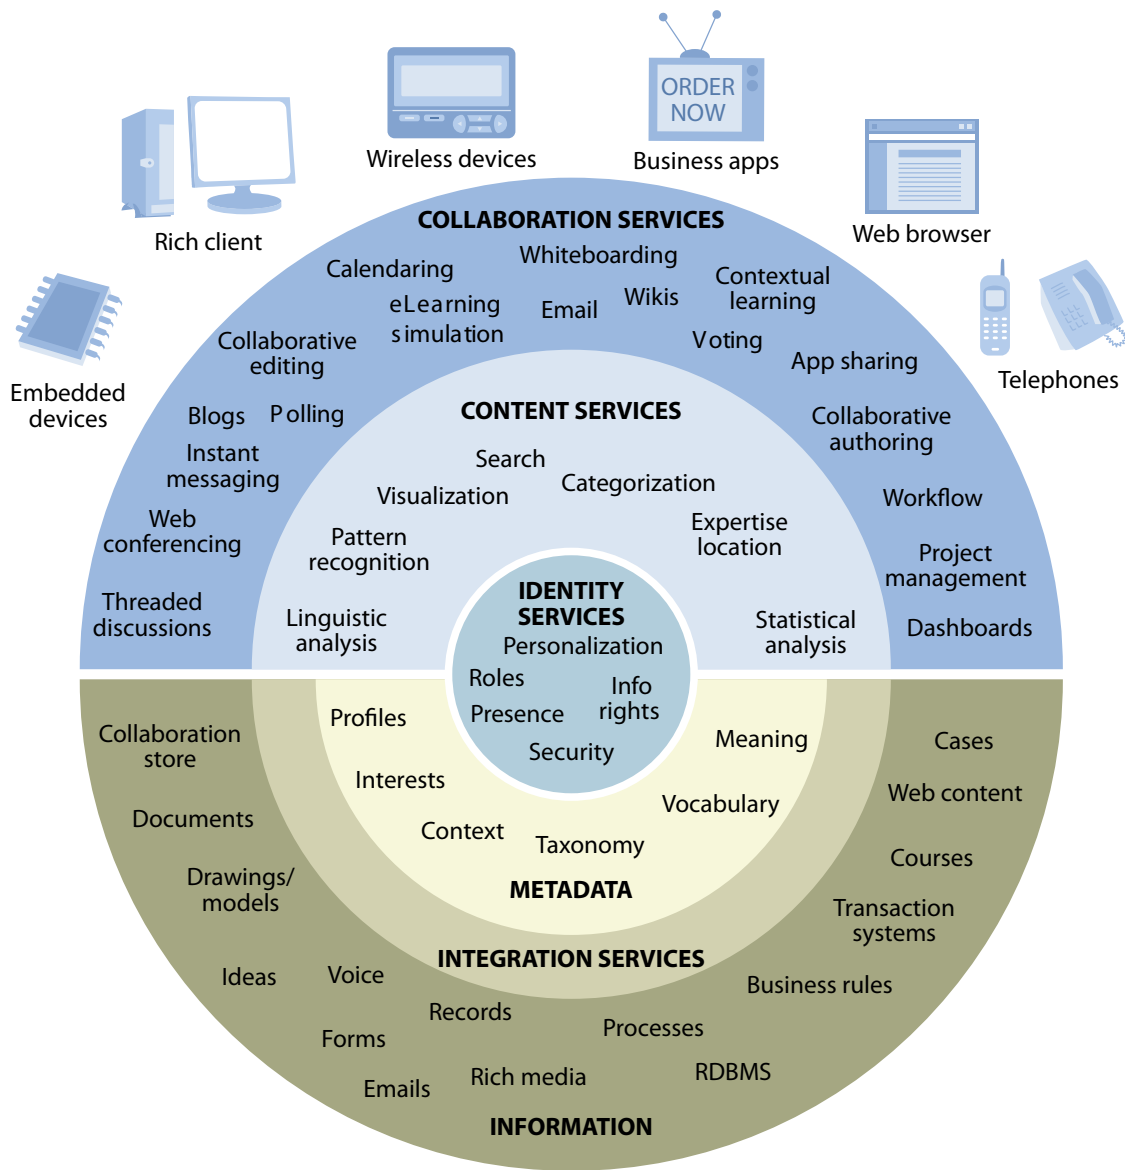 ORDER
NOW
Wireless devices
Business apps
Rich client
Web browser
Embedded
devices
Telephones
COLLABORATION SERVICES
Whiteboarding
Calendaring
Contextual
learning
eLearning
simulation
Email
Wikis
Voting
Collaborative
editing
App sharing
Blogs
Polling
Collaborative
authoring
Instant
messaging
Workflow
Web
conferencing
Project
management
Threaded
discussions
Dashboards
CONTENT SERVICES
Search
Visualization
Categorization
Pattern
recognition
Expertise
location
Linguistic
analysis
Statistical
analysis
IDENTITY
SERVICES
Personalization
Roles
Info
rights
Presence
Security
Profiles
Meaning
Interests
Vocabulary
Context
Taxonomy
METADATA
INTEGRATION SERVICES
Collaboration
store
Cases
Documents
Web content
Drawings/
models
Courses
Transaction
systems
Ideas
Voice
Business rules
Records
Processes
Forms
Emails
Rich media
RDBMS
INFORMATION